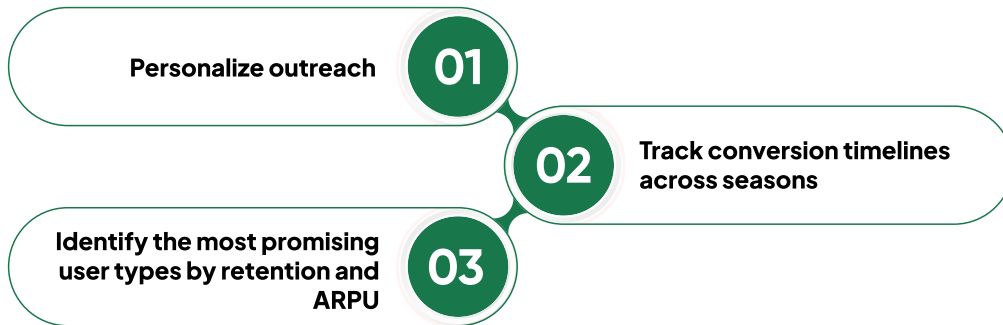 Personalize outreach
01
02
Track conversion timelines
across seasons
Identify the most promising
user types by retention and
ARPU
03